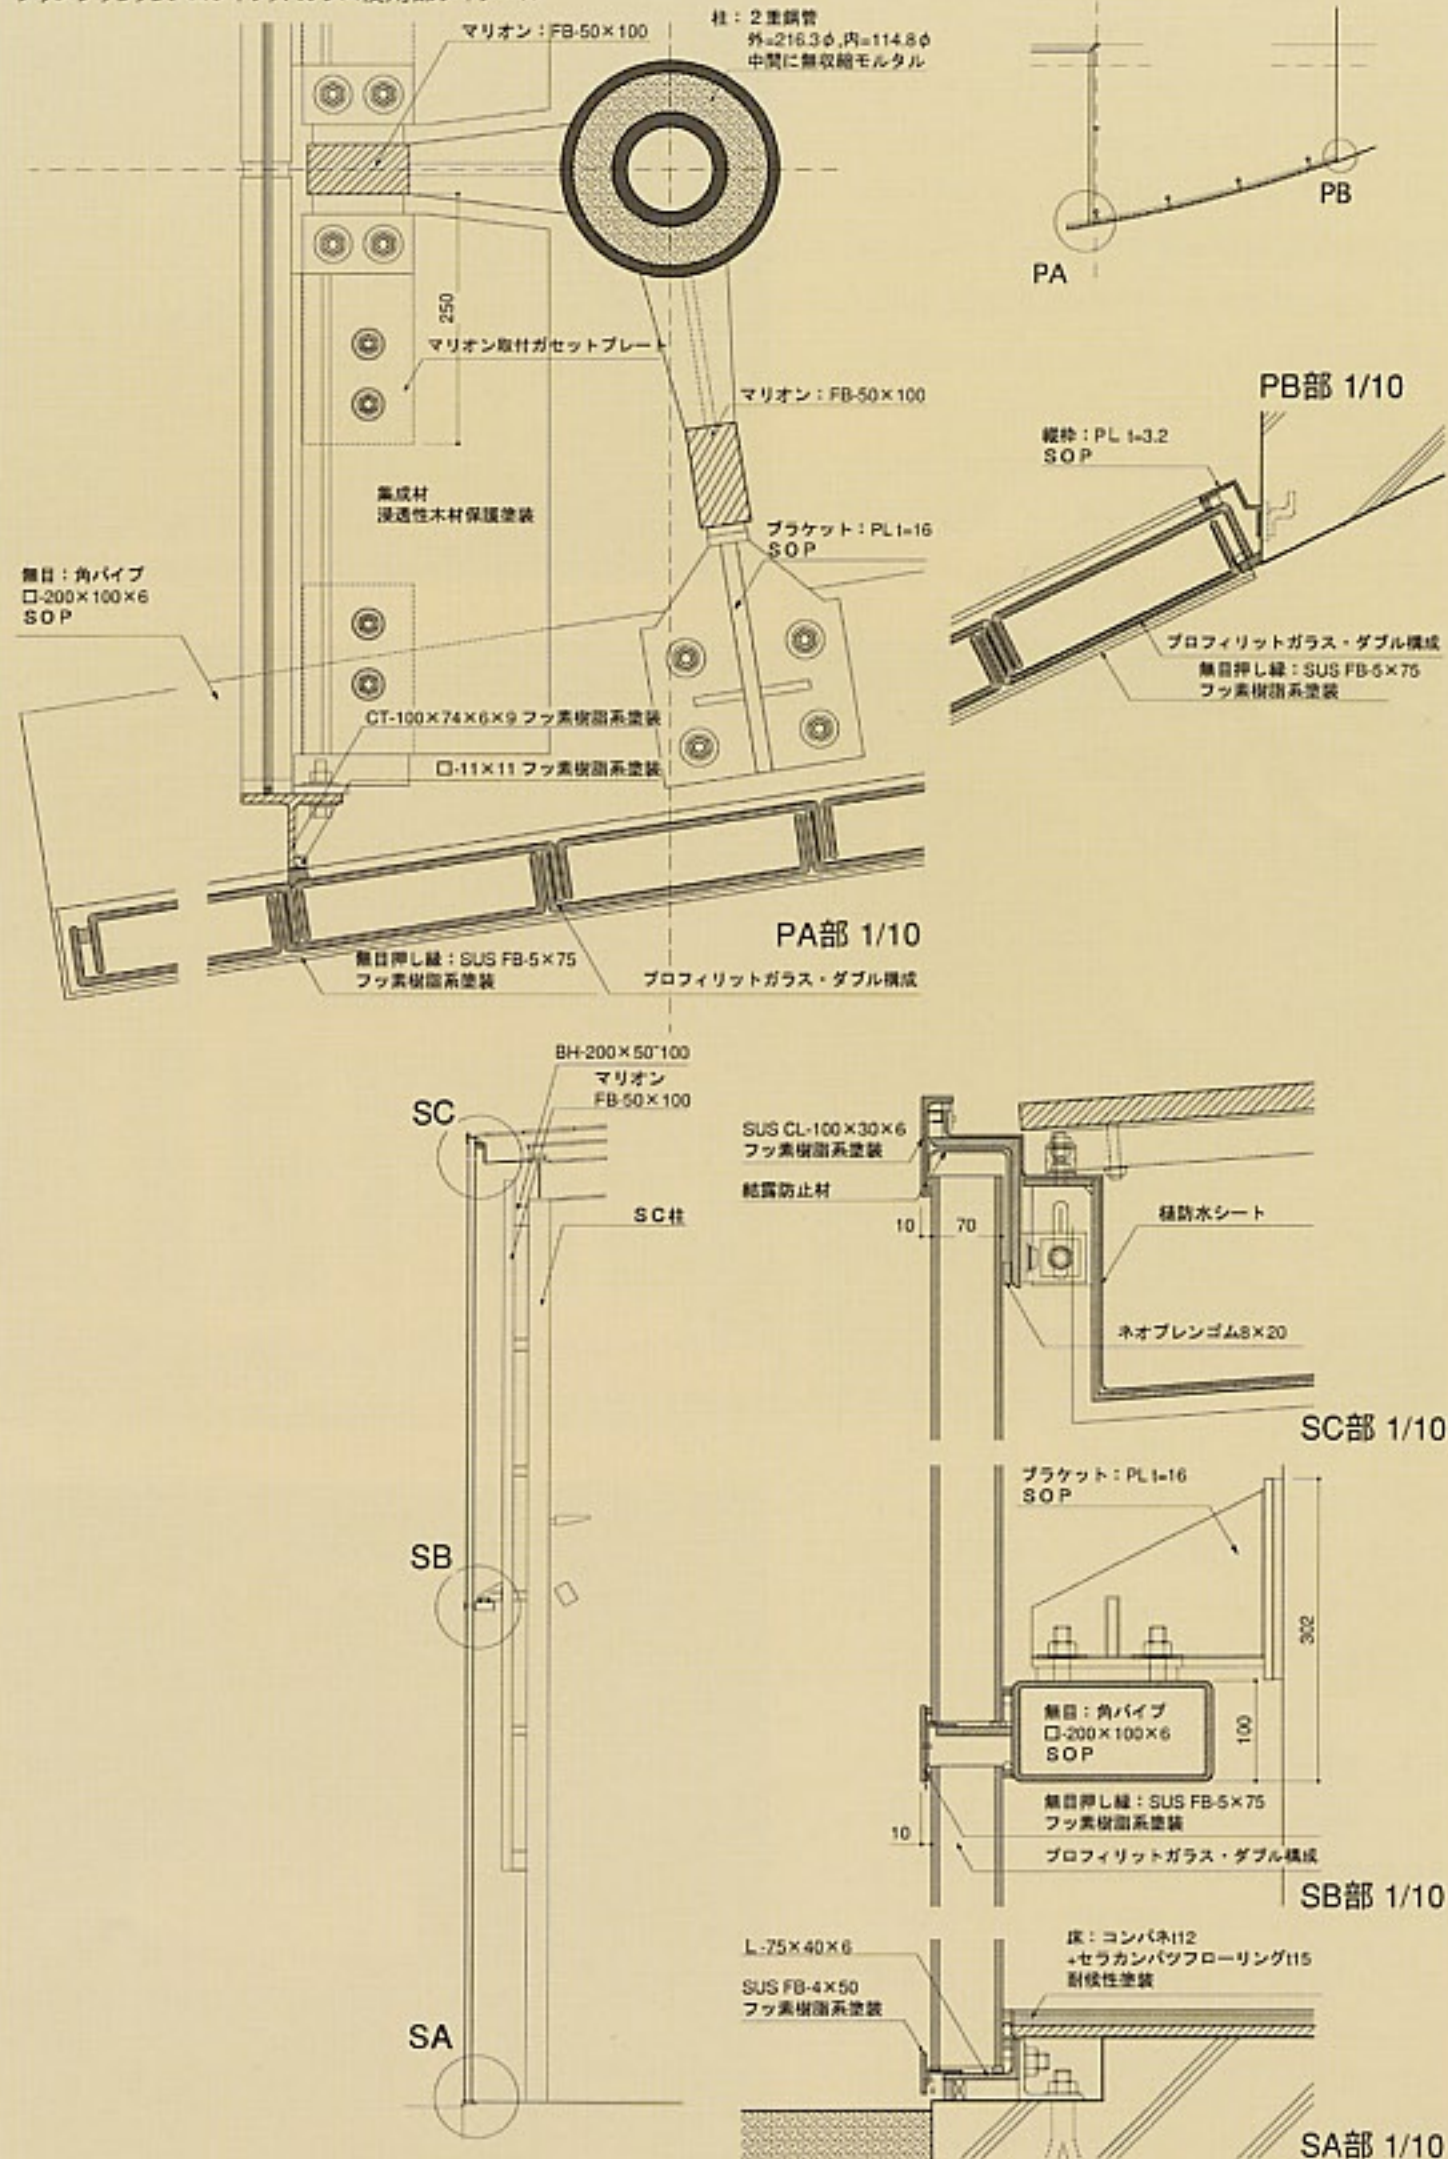 マリオン：FB-50×100
柱：2重鋼管
外=216.3φ,内=114.8φ
中間に無収縮モルタル
PB
PA
250
マリオン取付ガセットプレート
マリオン：FB-50×100
PB部 1/10
縦枠：PL t=3.2
SOP
集成材
浸透性木材保護塗装
ブラケット：PL t=16
SOP
無目：角パイプ
□-200×100×6
SOP
プロフィリットガラス・ダブル構成
無目押し縁：SUS FB-5×75
フッ素樹脂系塗装
CT-100×74×6×9 フッ素樹脂系塗装
□-11×11 フッ素樹脂系塗装
PA部 1/10
無目押し縁：SUS FB-5×75
フッ素樹脂系塗装
プロフィリットガラス・ダブル構成
BH-200×50~100
マリオン
FB-50×100
SC
SUS CL-100×30×6
フッ素樹脂系塗装
結露防止材
SC柱
10
70
樋防水シート
ネオプレンゴム8×20
SC部 1/10
ブラケット：PL t=16
SOP
SB
302
無目：角パイプ
□-200×100×6
SOP
100
無目押し縁：SUS FB-5×75
フッ素樹脂系塗装
10
プロフィリットガラス・ダブル構成
SB部 1/10
床：コンパネt12
+セラカンバツフローリングt15
耐候性塗装
L-75×40×6
SUS FB-4×50
フッ素樹脂系塗装
SA
SA部 1/10